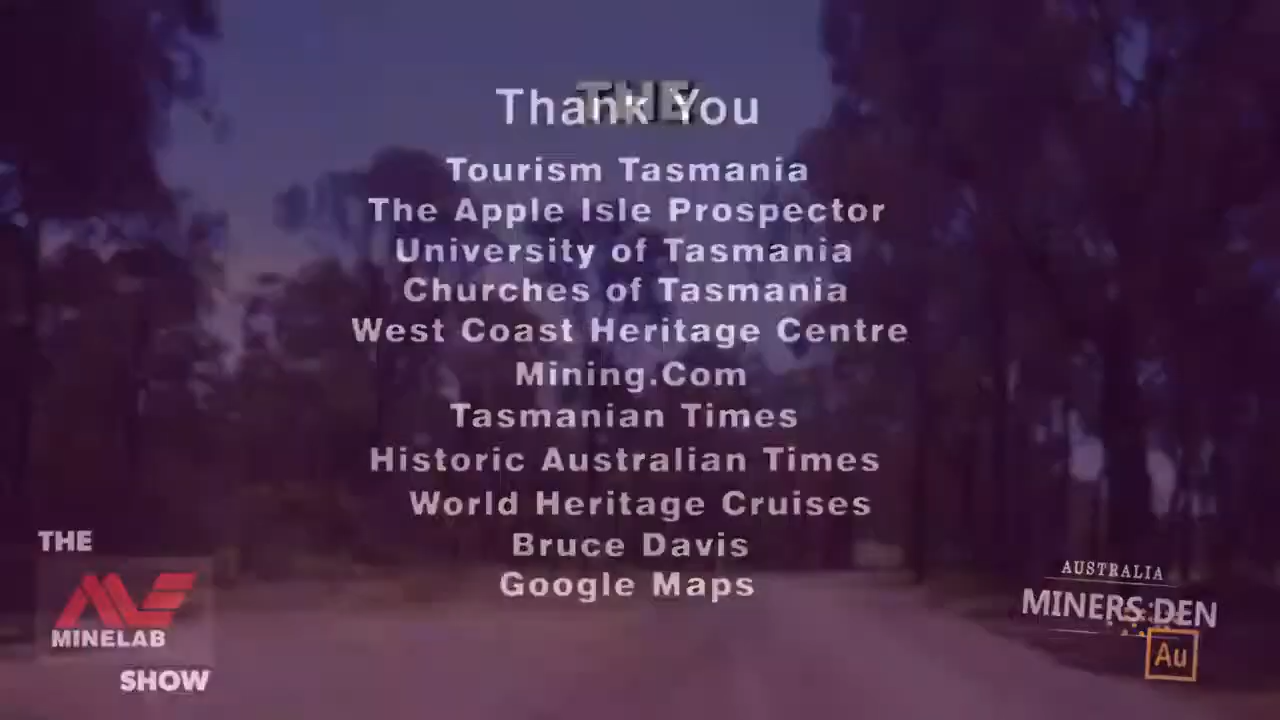 THE
Thank You
Tourism Tasmania
The Apple Isle Prospector
University of Tasmania
Churches of Tasmania
West Coast Heritage Centre
Mining.Com
Tasmanian Times
Historic Australian Times
World Heritage Cruises
Bruce Davis
Google Maps
THE
MINELAB
SHOW
AUSTRALIA
MINERS DEN
Au